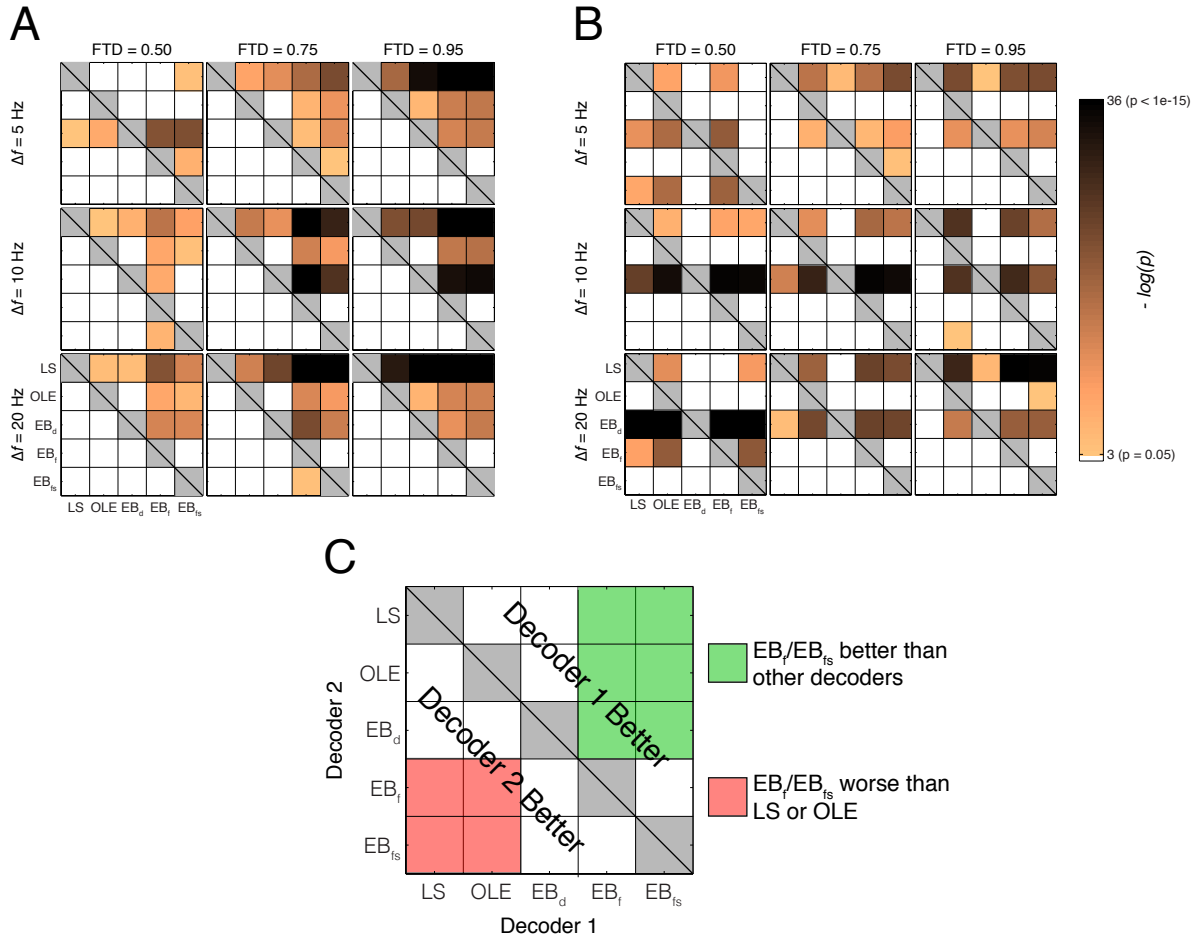 A
FTD = 0.50 FTD = 0.75 FTD = 0.95
Δf = 5 Hz
Δf = 10 Hz
Δf = 20 Hz
LS
OLE
EBd
EBf
EBfs
LS OLE EBd EBf EBfs
B
FTD = 0.50 FTD = 0.75 FTD = 0.95
Δf = 5 Hz
Δf = 10 Hz
Δf = 20 Hz
LS
OLE
EBd
EBf
EBfs
LS OLE EBd EBf EBfs
36 (p < 1e-15)
- log(p)
3 (p = 0.05)
C
Decoder 2
LS
OLE
EBd
EBf
EBfs
Decoder 1 Better
Decoder 2 Better
LS OLE EBd EBf EBfs
Decoder 1
EBf/EBfs better than
other decoders
EBf/EBfs worse than
LS or OLE